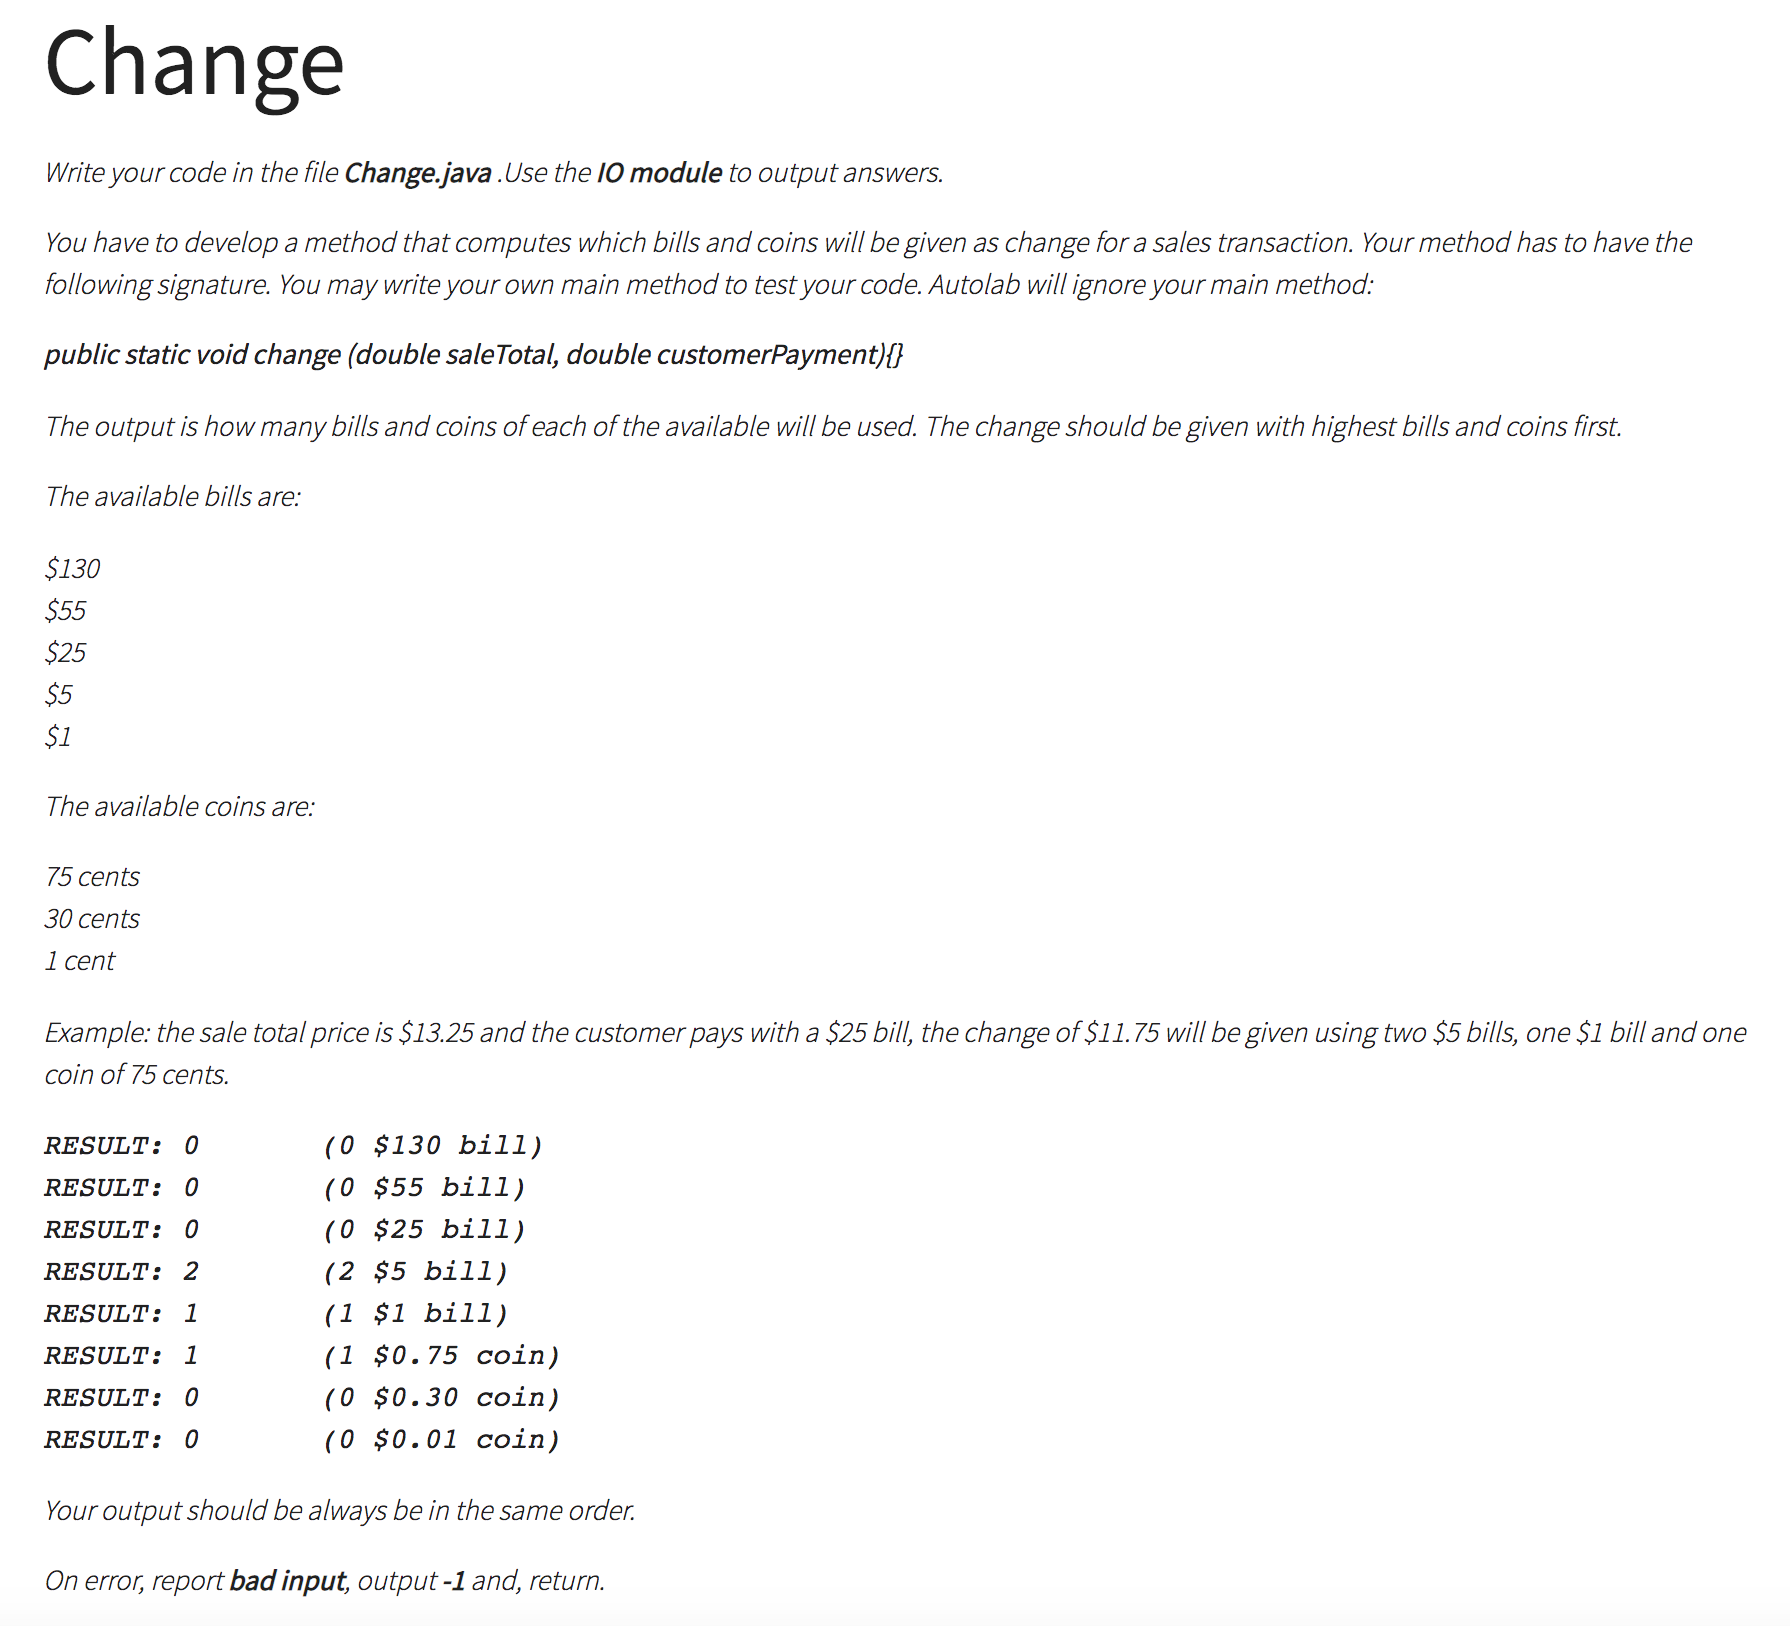 Change
Write your code in the file Change.java .Use the IO module to output answers.
You have to develop a method that computes which bills and coins will be given as change for a sales transaction. Your method has to have the
following signature. You may write your own main method to test your code. Autolab will ignore your main method:
public static void change (double saleTotal, double customerPayment){}
The output is how many bills and coins of each of the available will be used. The change should be given with highest bills and coins first.
The available bills are:
$130
$55
$25
$5
$1
The available coins are:
75 cents
30 cents
1 cent
Example: the sale total price is $13.25 and the customer pays with a $25 bill, the change of $11.75 will be given using two $5 bills, one $1 bill and one
coin of 75 cents.
RESULT: 0 (0 $130 bill)
RESULT: 0 (0 $55 bill)
RESULT: 0 (0 $25 bill)
RESULT: 2 (2 $5 bill)
RESULT: 1 (1 $1 bill)
RESULT: 1 (1 $0.75 coin)
RESULT: 0 (0 $0.30 coin)
RESULT: 0 (0 $0.01 coin)
Your output should be always be in the same order.
On error, report bad input, output -1 and, return.